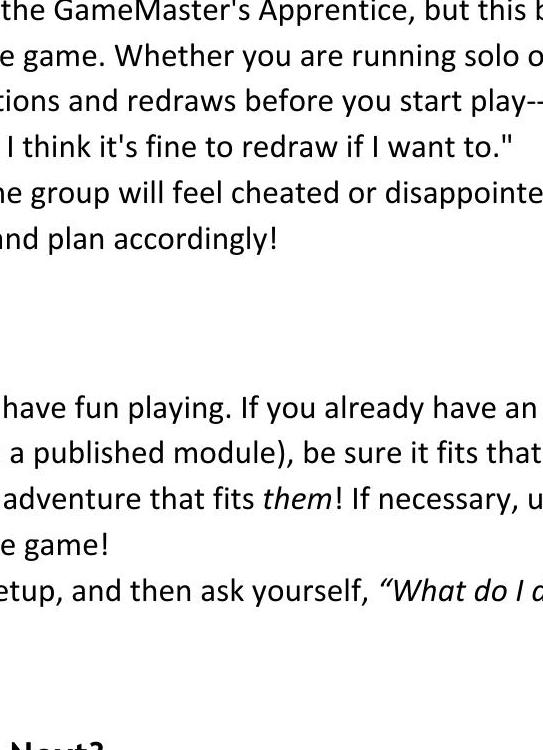 the GameMaster's Apprentice, but this b
e game. Whether you are running solo o
tions and redraws before you start play--
I think it's fine to redraw if I want to."
he group will feel cheated or disappointe
and plan accordingly!
have fun playing. If you already have an
a published module), be sure it fits that
adventure that fits them! If necessary, u
e game!
etup, and then ask yourself, “What do I d
Next?